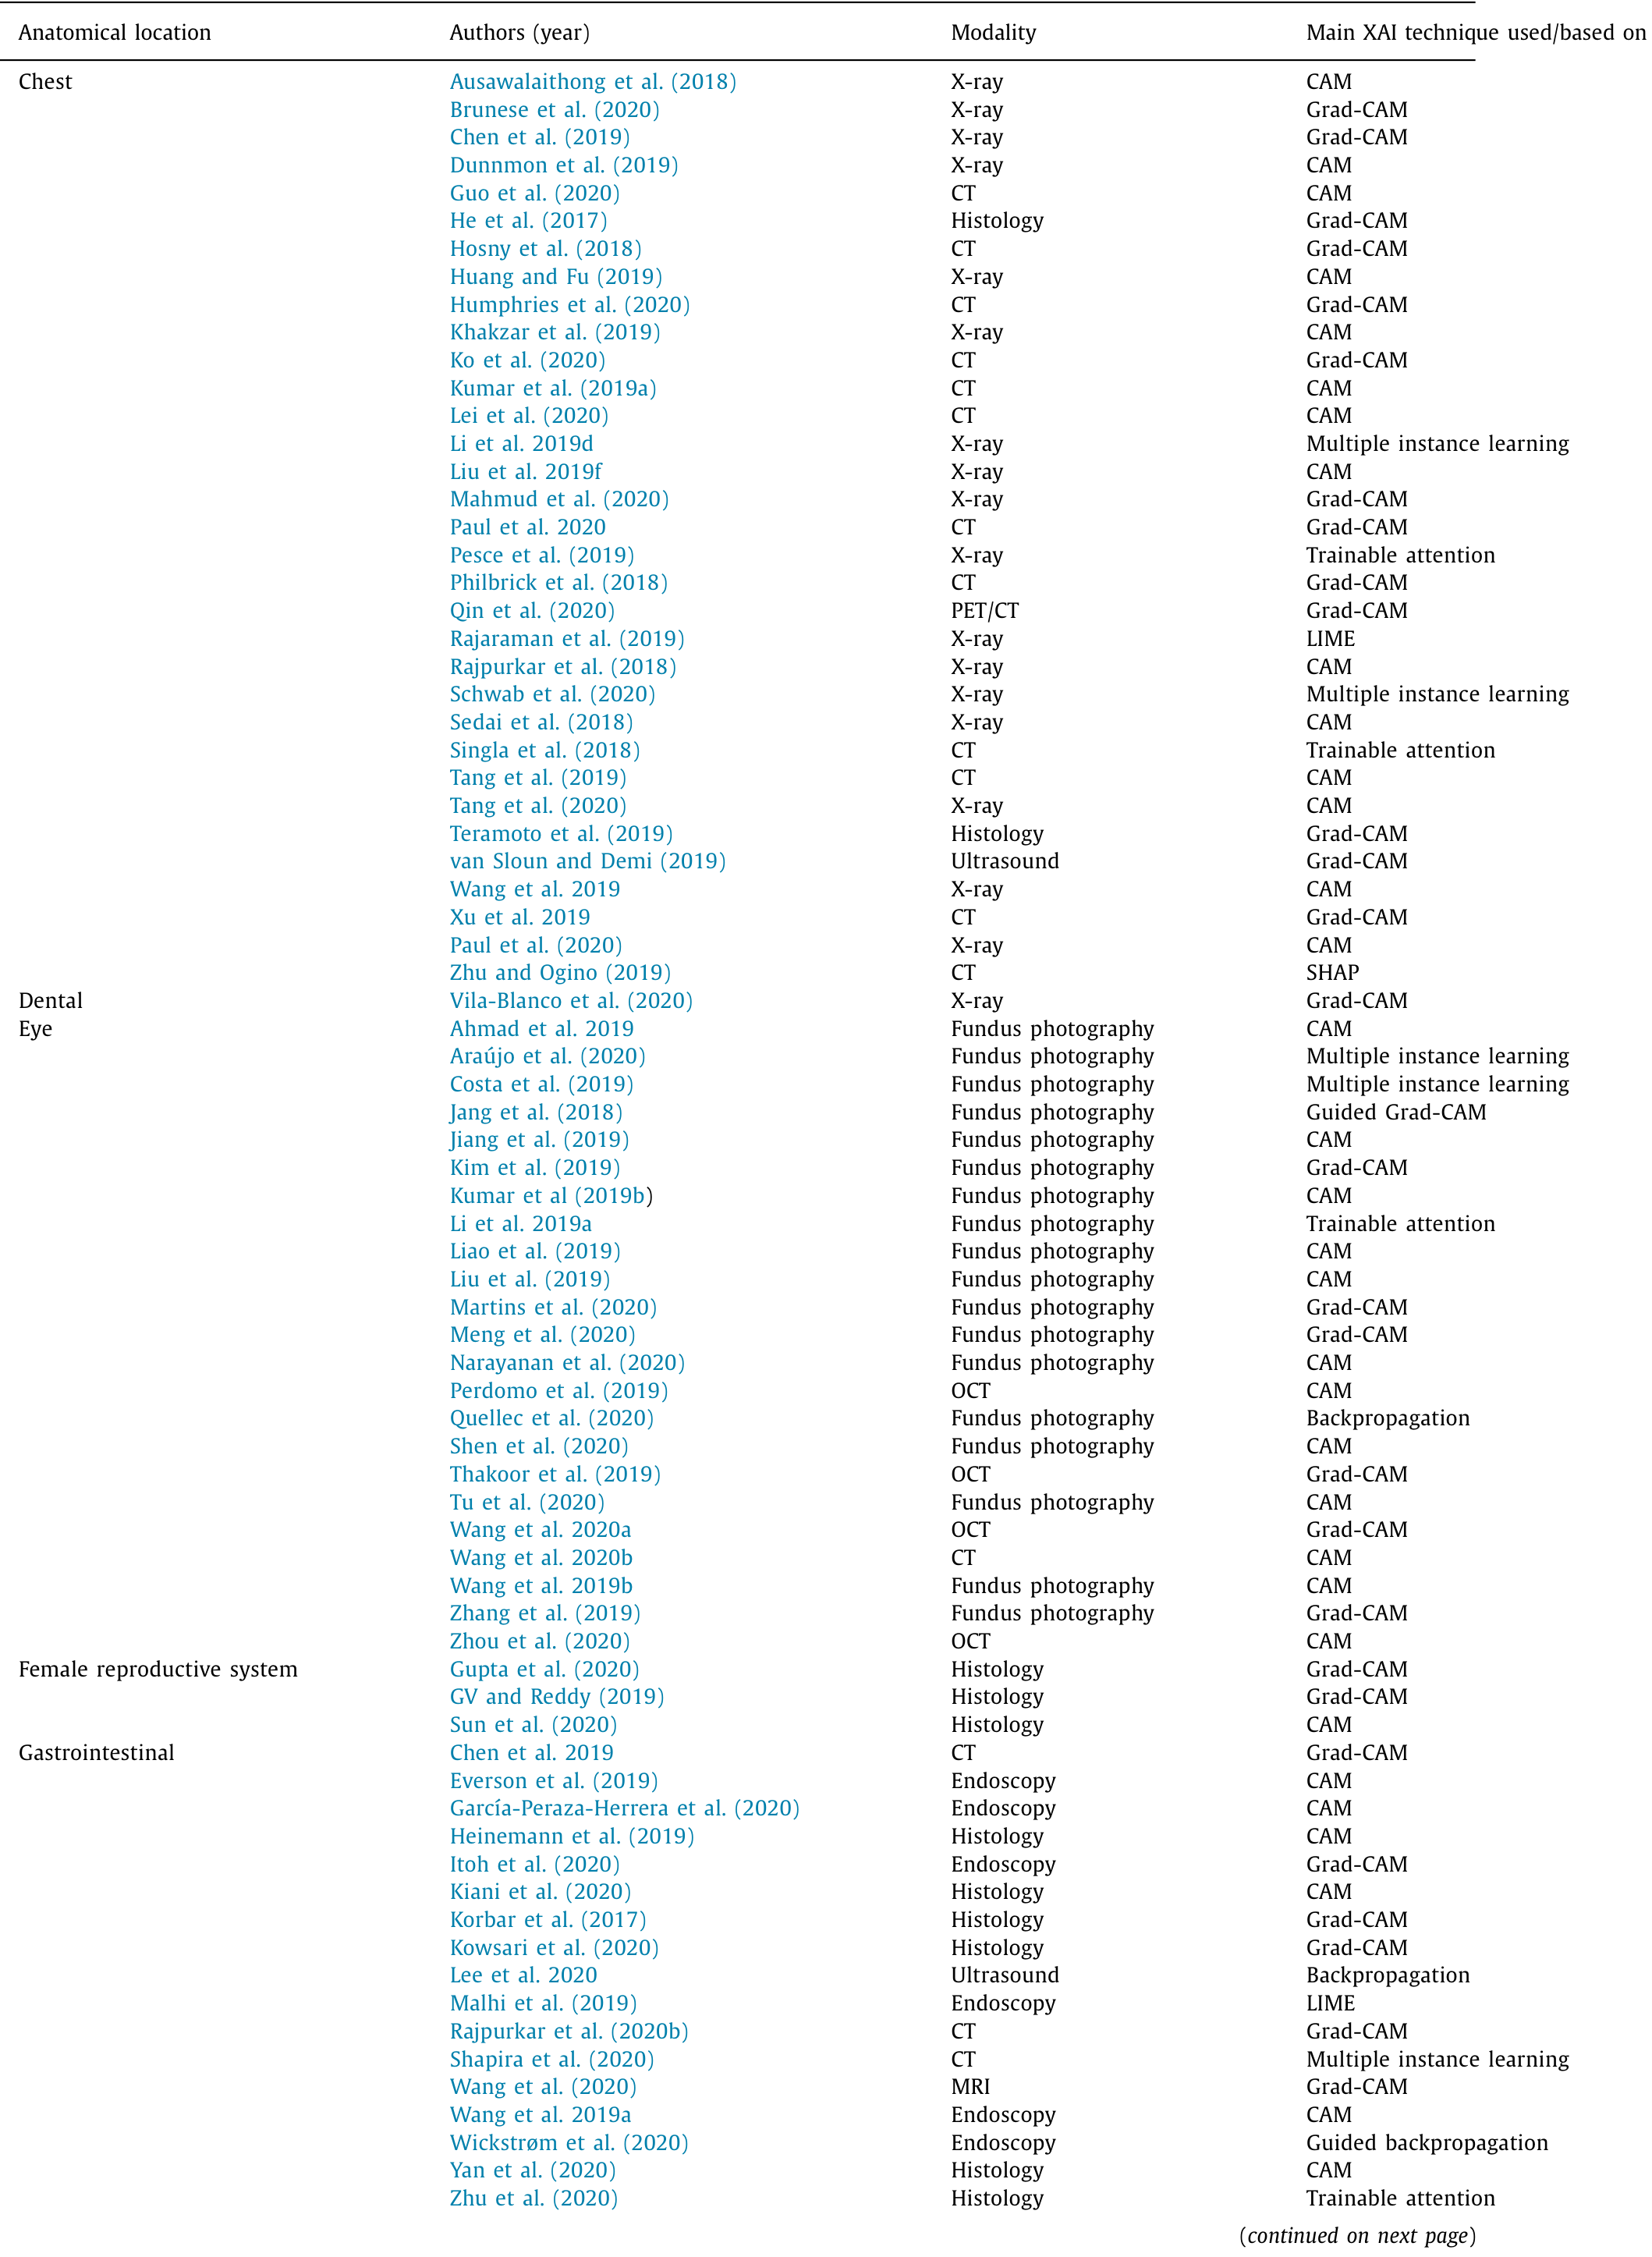 Anatomical location Authors (year) Modality Main XAI technique used/based on
Chest Ausawalaithong et al. (2018) X-ray CAM
Brunese et al. (2020) X-ray Grad-CAM
Chen et al. (2019) X-ray Grad-CAM
Dunnmon et al. (2019) X-ray CAM
Guo et al. (2020) CT CAM
He et al. (2017) Histology Grad-CAM
Hosny et al. (2018) CT Grad-CAM
Huang and Fu (2019) X-ray CAM
Humphries et al. (2020) CT Grad-CAM
Khakzar et al. (2019) X-ray CAM
Ko et al. (2020) CT Grad-CAM
Kumar et al. (2019a) CT CAM
Lei et al. (2020) CT CAM
Li et al. 2019d X-ray Multiple instance learning
Liu et al. 2019f X-ray CAM
Mahmud et al. (2020) X-ray Grad-CAM
Paul et al. 2020 CT Grad-CAM
Pesce et al. (2019) X-ray Trainable attention
Philbrick et al. (2018) CT Grad-CAM
Qin et al. (2020) PET/CT Grad-CAM
Rajaraman et al. (2019) X-ray LIME
Rajpurkar et al. (2018) X-ray CAM
Schwab et al. (2020) X-ray Multiple instance learning
Sedai et al. (2018) X-ray CAM
Singla et al. (2018) CT Trainable attention
Tang et al. (2019) CT CAM
Tang et al. (2020) X-ray CAM
Teramoto et al. (2019) Histology Grad-CAM
van Sloun and Demi (2019) Ultrasound Grad-CAM
Wang et al. 2019 X-ray CAM
Xu et al. 2019 CT Grad-CAM
Paul et al. (2020) X-ray CAM
Zhu and Ogino (2019) CT SHAP
Dental Vila-Blanco et al. (2020) X-ray Grad-CAM
Eye Ahmad et al. 2019 Fundus photography CAM
Araújo et al. (2020) Fundus photography Multiple instance learning
Costa et al. (2019) Fundus photography Multiple instance learning
Jang et al. (2018) Fundus photography Guided Grad-CAM
Jiang et al. (2019) Fundus photography CAM
Kim et al. (2019) Fundus photography Grad-CAM
Kumar et al (2019b) Fundus photography CAM
Li et al. 2019a Fundus photography Trainable attention
Liao et al. (2019) Fundus photography CAM
Liu et al. (2019) Fundus photography CAM
Martins et al. (2020) Fundus photography Grad-CAM
Meng et al. (2020) Fundus photography Grad-CAM
Narayanan et al. (2020) Fundus photography CAM
Perdomo et al. (2019) OCT CAM
Quellec et al. (2020) Fundus photography Backpropagation
Shen et al. (2020) Fundus photography CAM
Thakoor et al. (2019) OCT Grad-CAM
Tu et al. (2020) Fundus photography CAM
Wang et al. 2020a OCT Grad-CAM
Wang et al. 2020b CT CAM
Wang et al. 2019b Fundus photography CAM
Zhang et al. (2019) Fundus photography Grad-CAM
Zhou et al. (2020) OCT CAM
Female reproductive system Gupta et al. (2020) Histology Grad-CAM
GV and Reddy (2019) Histology Grad-CAM
Sun et al. (2020) Histology CAM
Gastrointestinal Chen et al. 2019 CT Grad-CAM
Everson et al. (2019) Endoscopy CAM
García-Peraza-Herrera et al. (2020) Endoscopy CAM
Heinemann et al. (2019) Histology CAM
Itoh et al. (2020) Endoscopy Grad-CAM
Kiani et al. (2020) Histology CAM
Korbar et al. (2017) Histology Grad-CAM
Kowsari et al. (2020) Histology Grad-CAM
Lee et al. 2020 Ultrasound Backpropagation
Malhi et al. (2019) Endoscopy LIME
Rajpurkar et al. (2020b) CT Grad-CAM
Shapira et al. (2020) CT Multiple instance learning
Wang et al. (2020) MRI Grad-CAM
Wang et al. 2019a Endoscopy CAM
Wickstrøm et al. (2020) Endoscopy Guided backpropagation
Yan et al. (2020) Histology CAM
Zhu et al. (2020) Histology Trainable attention
(continued on next page)